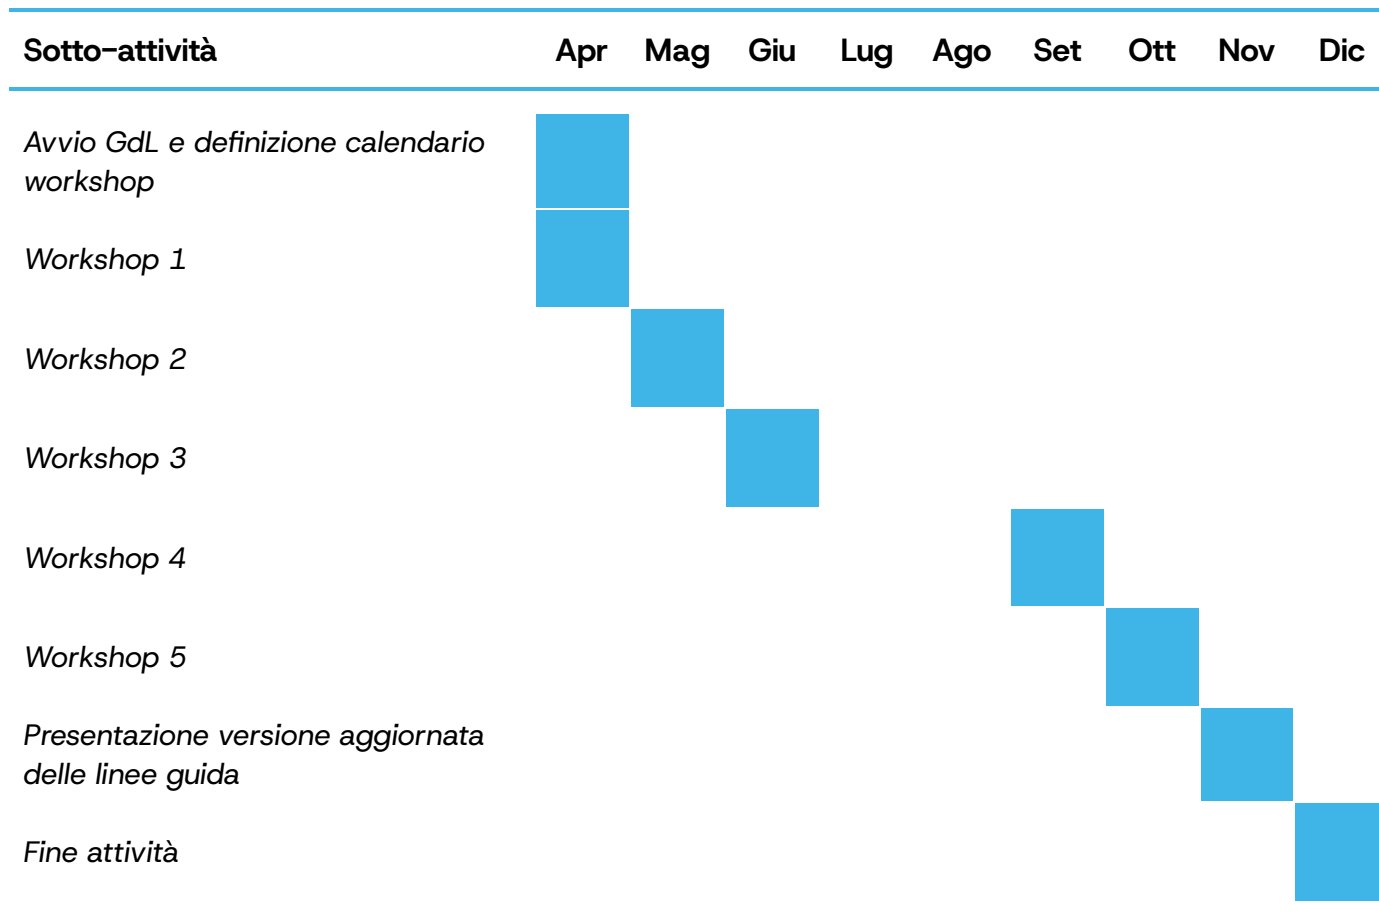 Sotto-attività Apr Mag Giu Lug Ago Set Ott Nov Dic
Avvio GdL e definizione calendario
workshop
Workshop 1
Workshop 2
Workshop 3
Workshop 4
Workshop 5
Presentazione versione aggiornata
delle linee guida
Fine attività